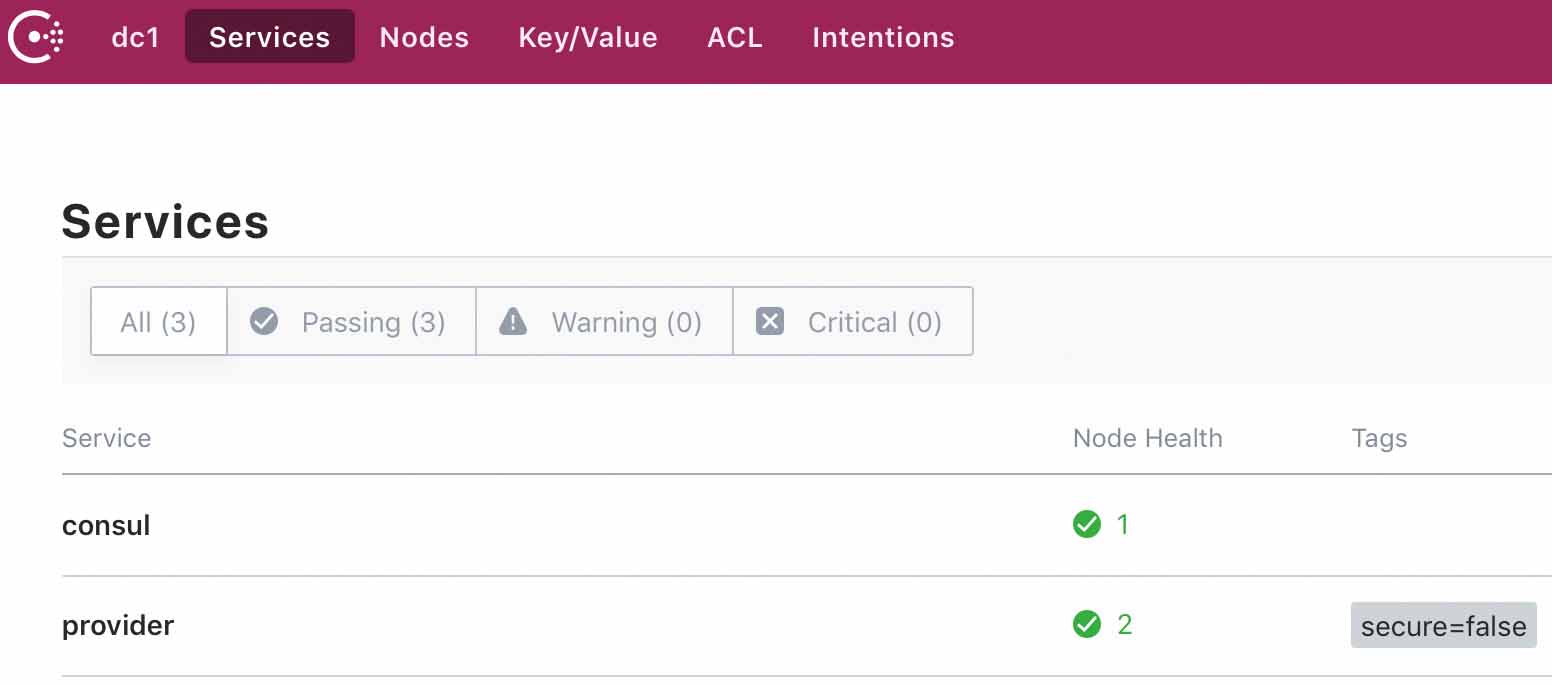 dc1 Services Nodes Key/Value ACL Intentions
Services
All (3) Passing (3) Warning (0) Critical (0)
Service Node Health Tags
consul 1
provider 2 secure=false